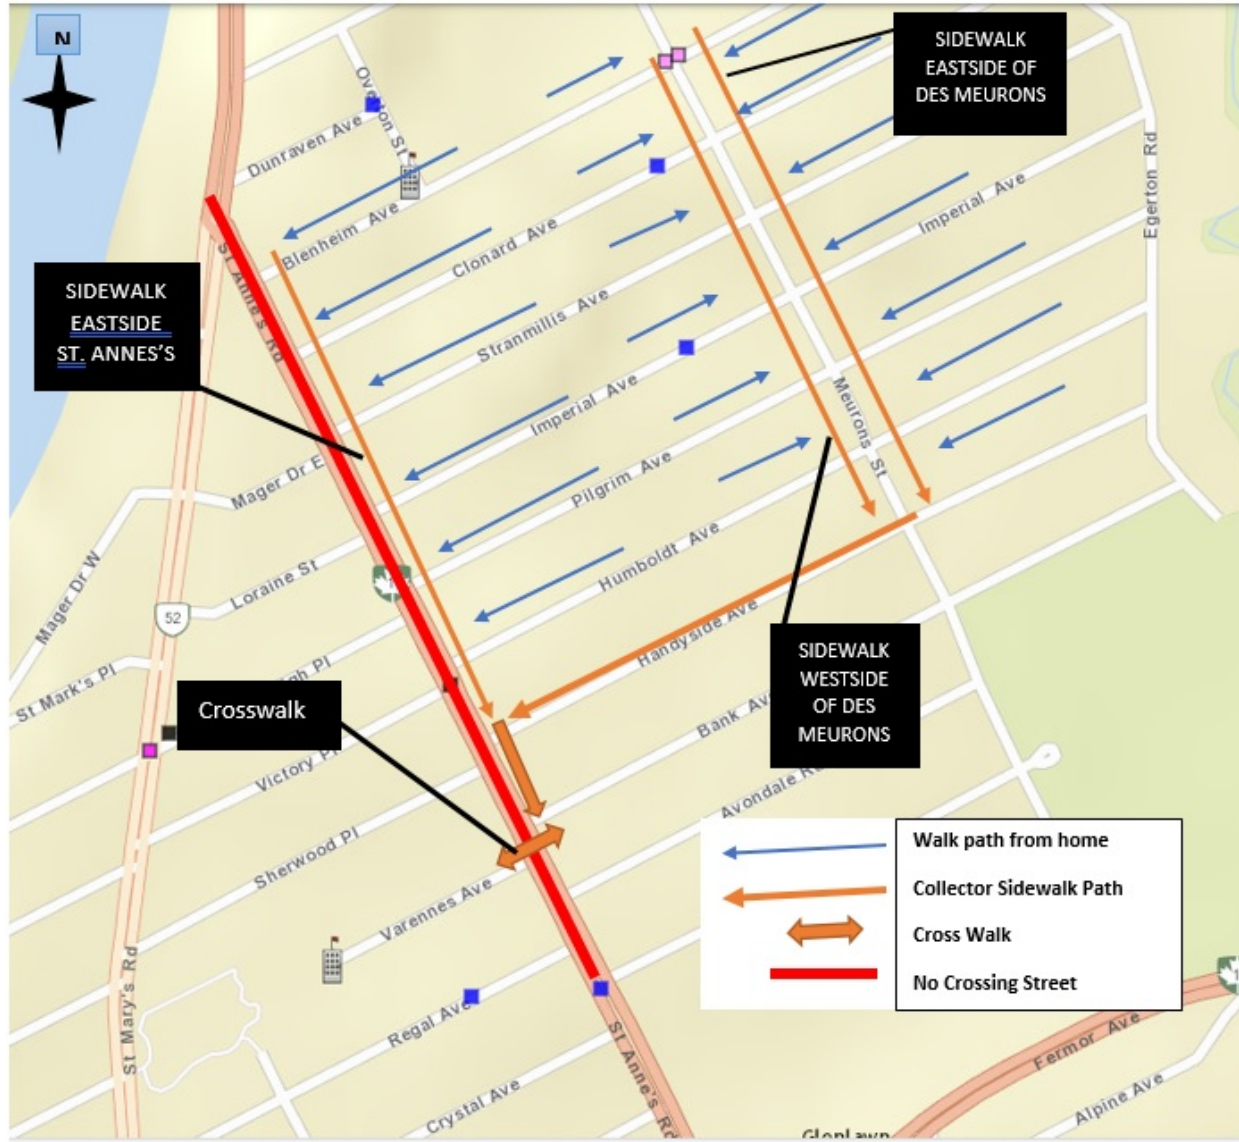 N
SIDEWALK
EASTSIDE OF
DES MEURONS
Overton St
Dunraven Ave
Blenheim Ave
Clonard Ave
Imperial Ave
Egerton Rd
SIDEWALK
EASTSIDE
ST. ANNES'S
St Anne's Rd
Stranmillis Ave
Imperial Ave
Meurons St
Mager Dr E
Pilgrim Ave
Humboldt Ave
Loraine St
Mager Dr W
52
Handyside Ave
St Mark's Pl
gh Pl
SIDEWALK
WESTSIDE
OF DES
MEURONS
Crosswalk
Bank Av
Victory Pl
Avondale R
Sherwood Pl
Varennes Ave
Walk path from home
Collector Sidewalk Path
Cross Walk
No Crossing Street
St Mary's Rd
Regal Ave
St Anne's Rd
Crystal Ave
Fermor Ave
Alpine Ave
Glenlawn